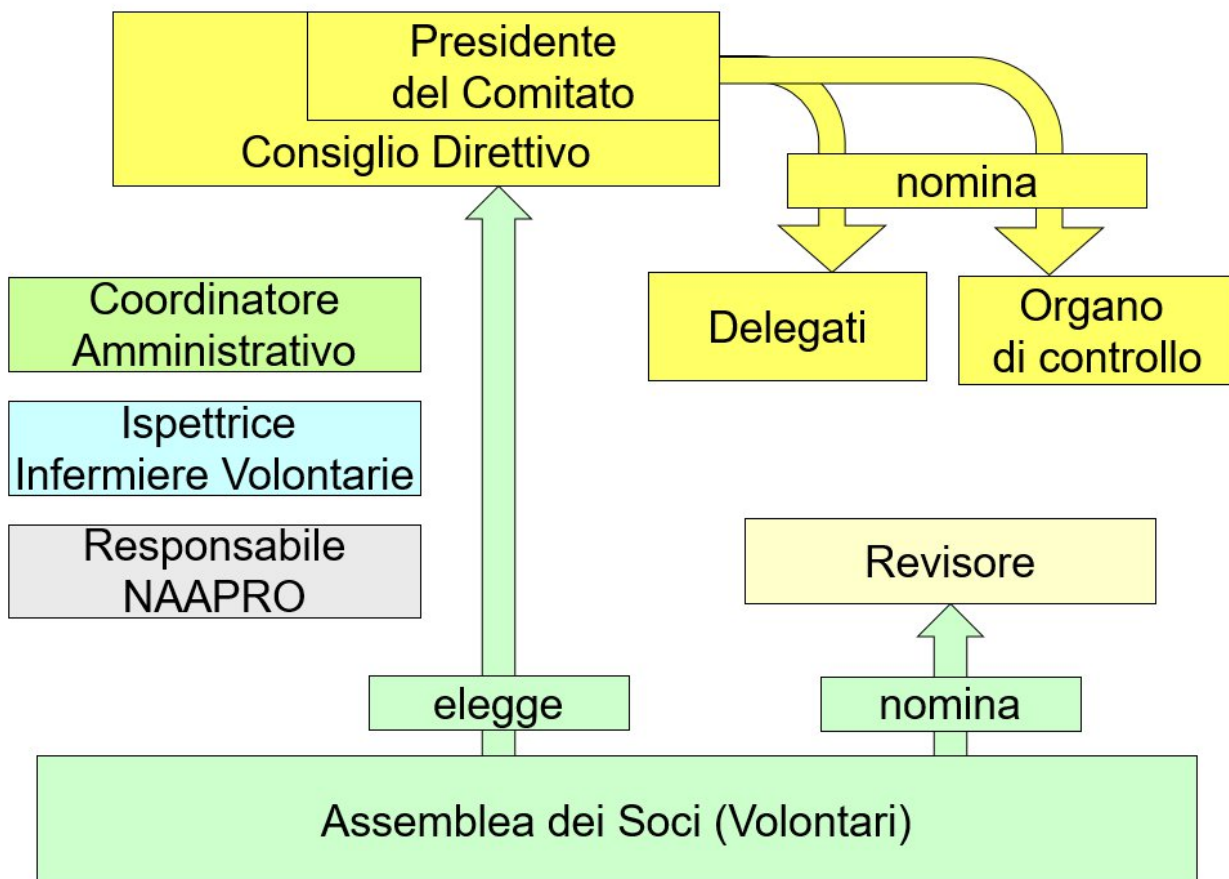 Presidente
del Comitato
Consiglio Direttivo
nomina
Delegati
Organo
di controllo
Coordinatore
Amministrativo
Ispettrice
Infermiere Volontarie
Responsabile
NAAPRO
Revisore
elegge
nomina
Assemblea dei Soci (Volontari)